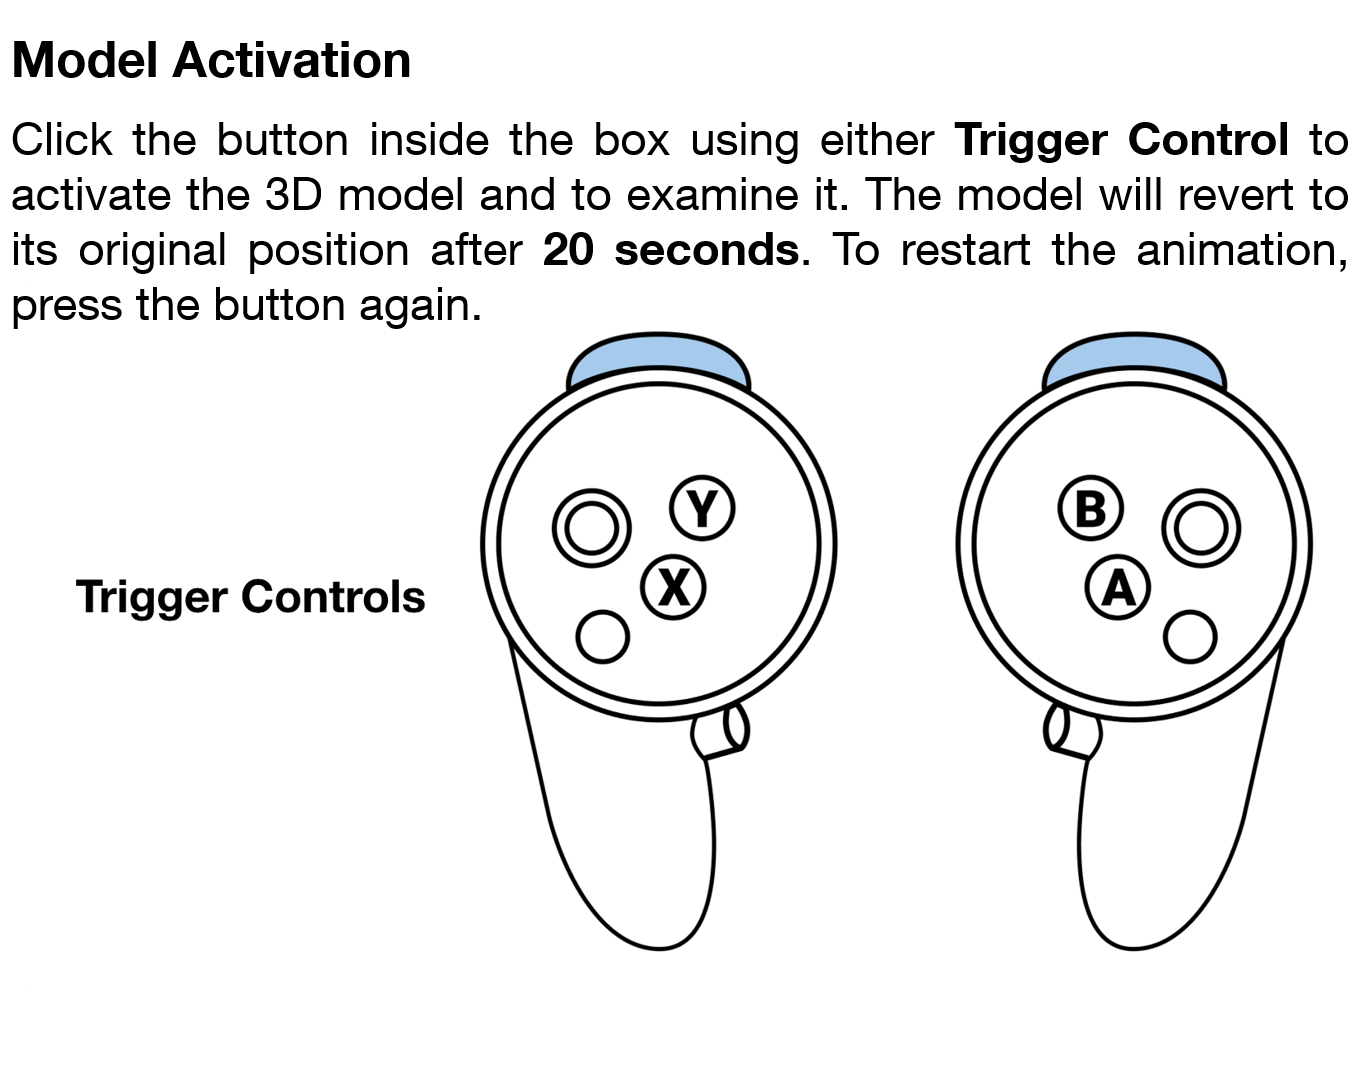 Model Activation
Click the button inside the box using either Trigger Control to
activate the 3D model and to examine it. The model will revert to
its original position after 20 seconds. To restart the animation,
press the button again.
Y
B
X
A
Trigger Controls